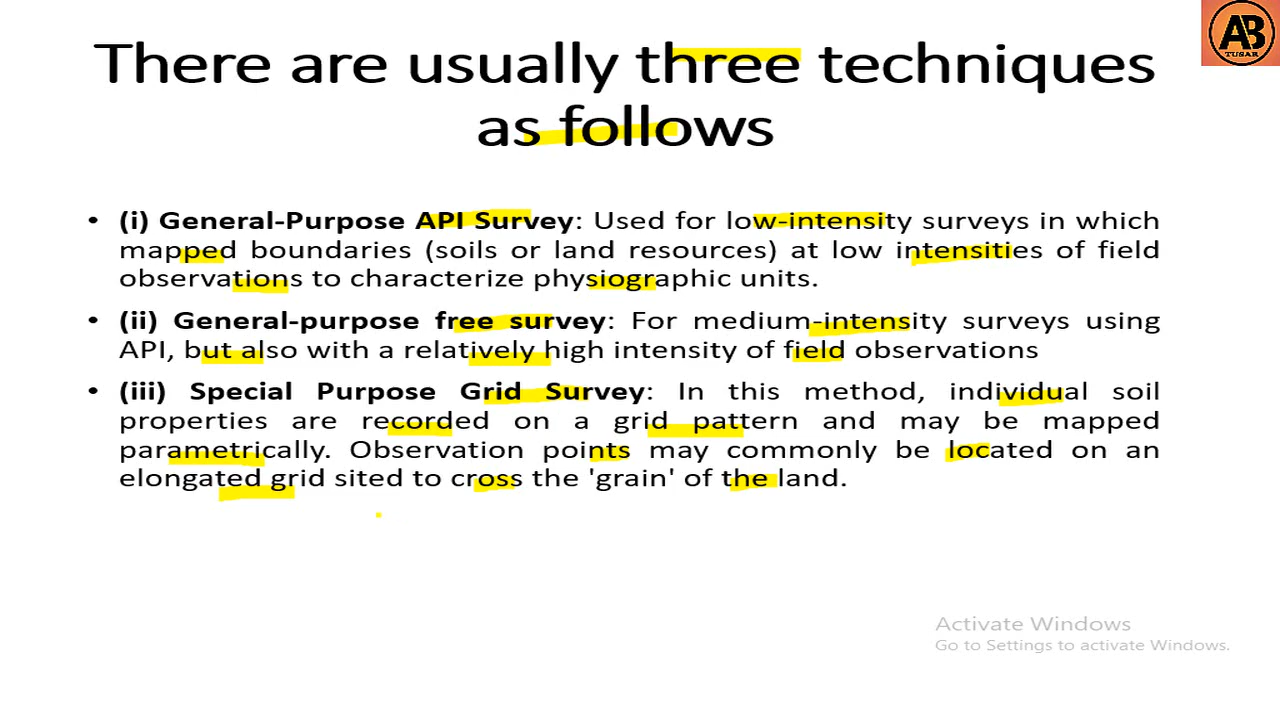 AB
TUSAR
There are usually three techniques
as follows
• (i) General-Purpose API Survey: Used for low-intensity surveys in which
mapped boundaries (soils or land resources) at low intensities of field
observations to characterize physiographic units.
• (ii) General-purpose free survey: For medium-intensity surveys using
API, but also with a relatively high intensity of field observations
• (iii) Special Purpose Grid Survey: In this method, individual soil
properties are recorded on a grid pattern and may be mapped
parametrically. Observation points may commonly be located on an
elongated grid sited to cross the 'grain' of the land.
Activate Windows
Go to Settings to activate Windows.